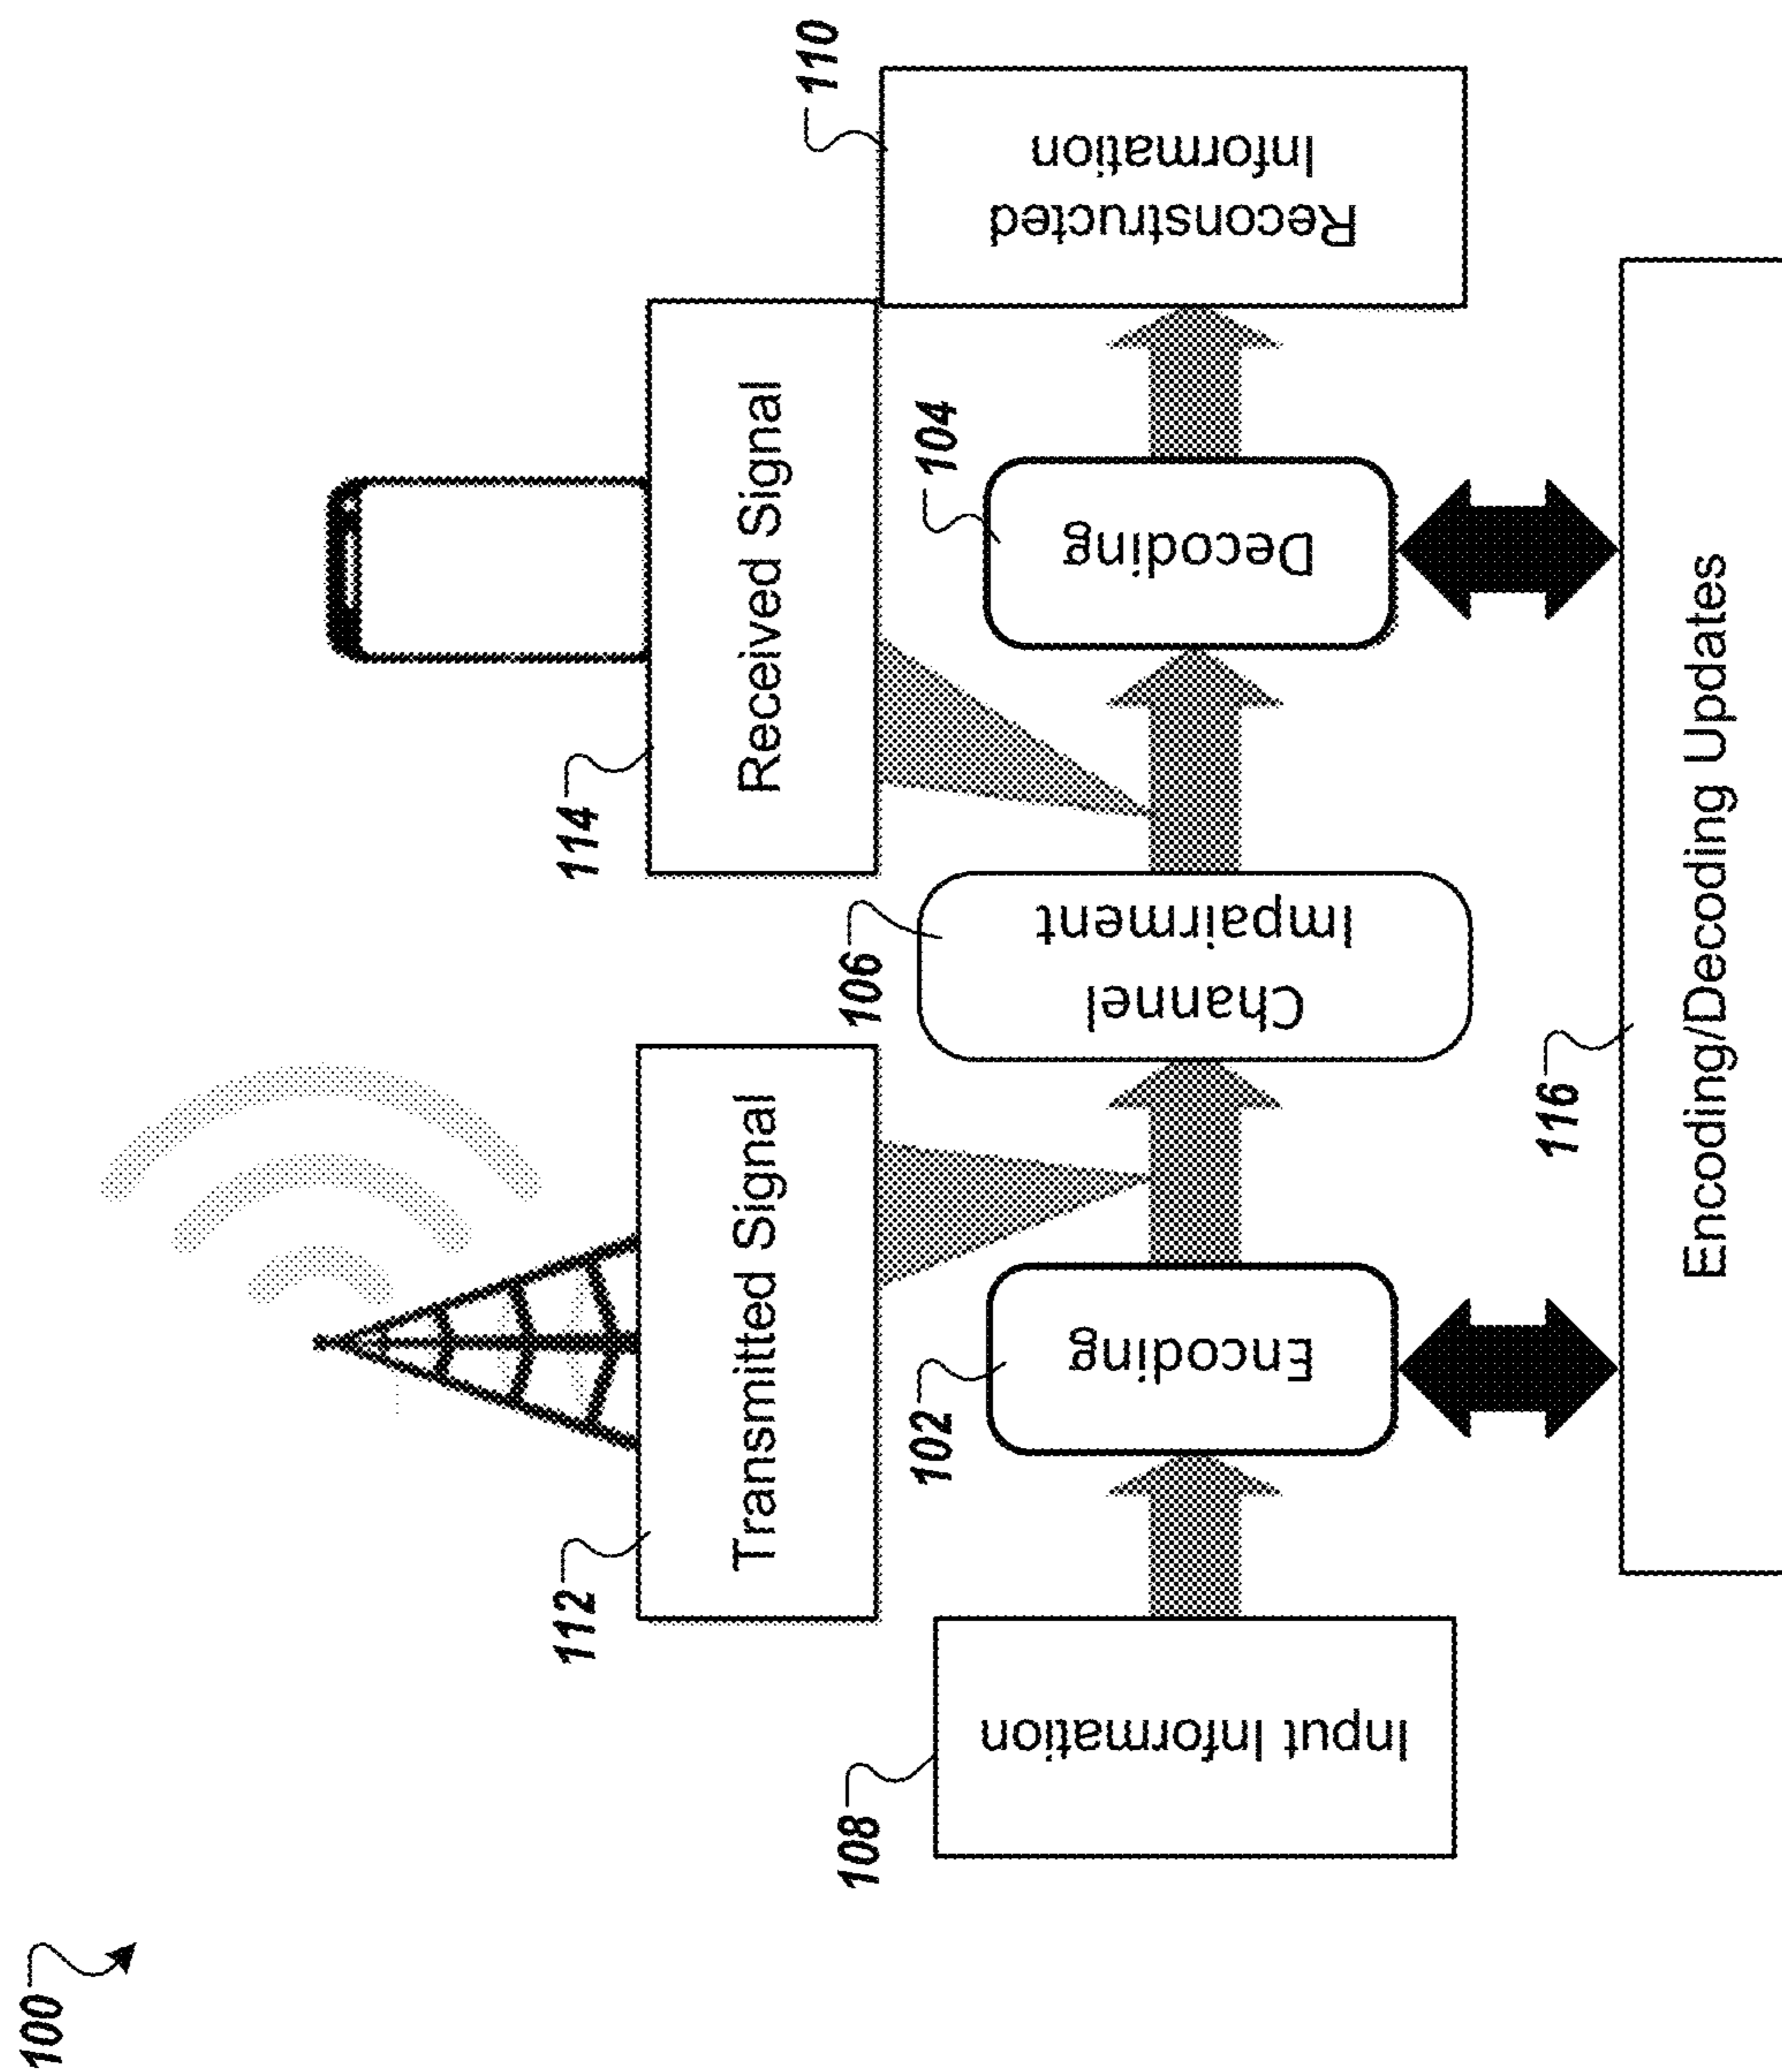 100
112
Transmitted Signal
114
Received Signal
108
Input Information
102
Encoding
106
Channel
Impairment
104
Decoding
110
Reconstructed
Information
116
Encoding/Decoding Updates